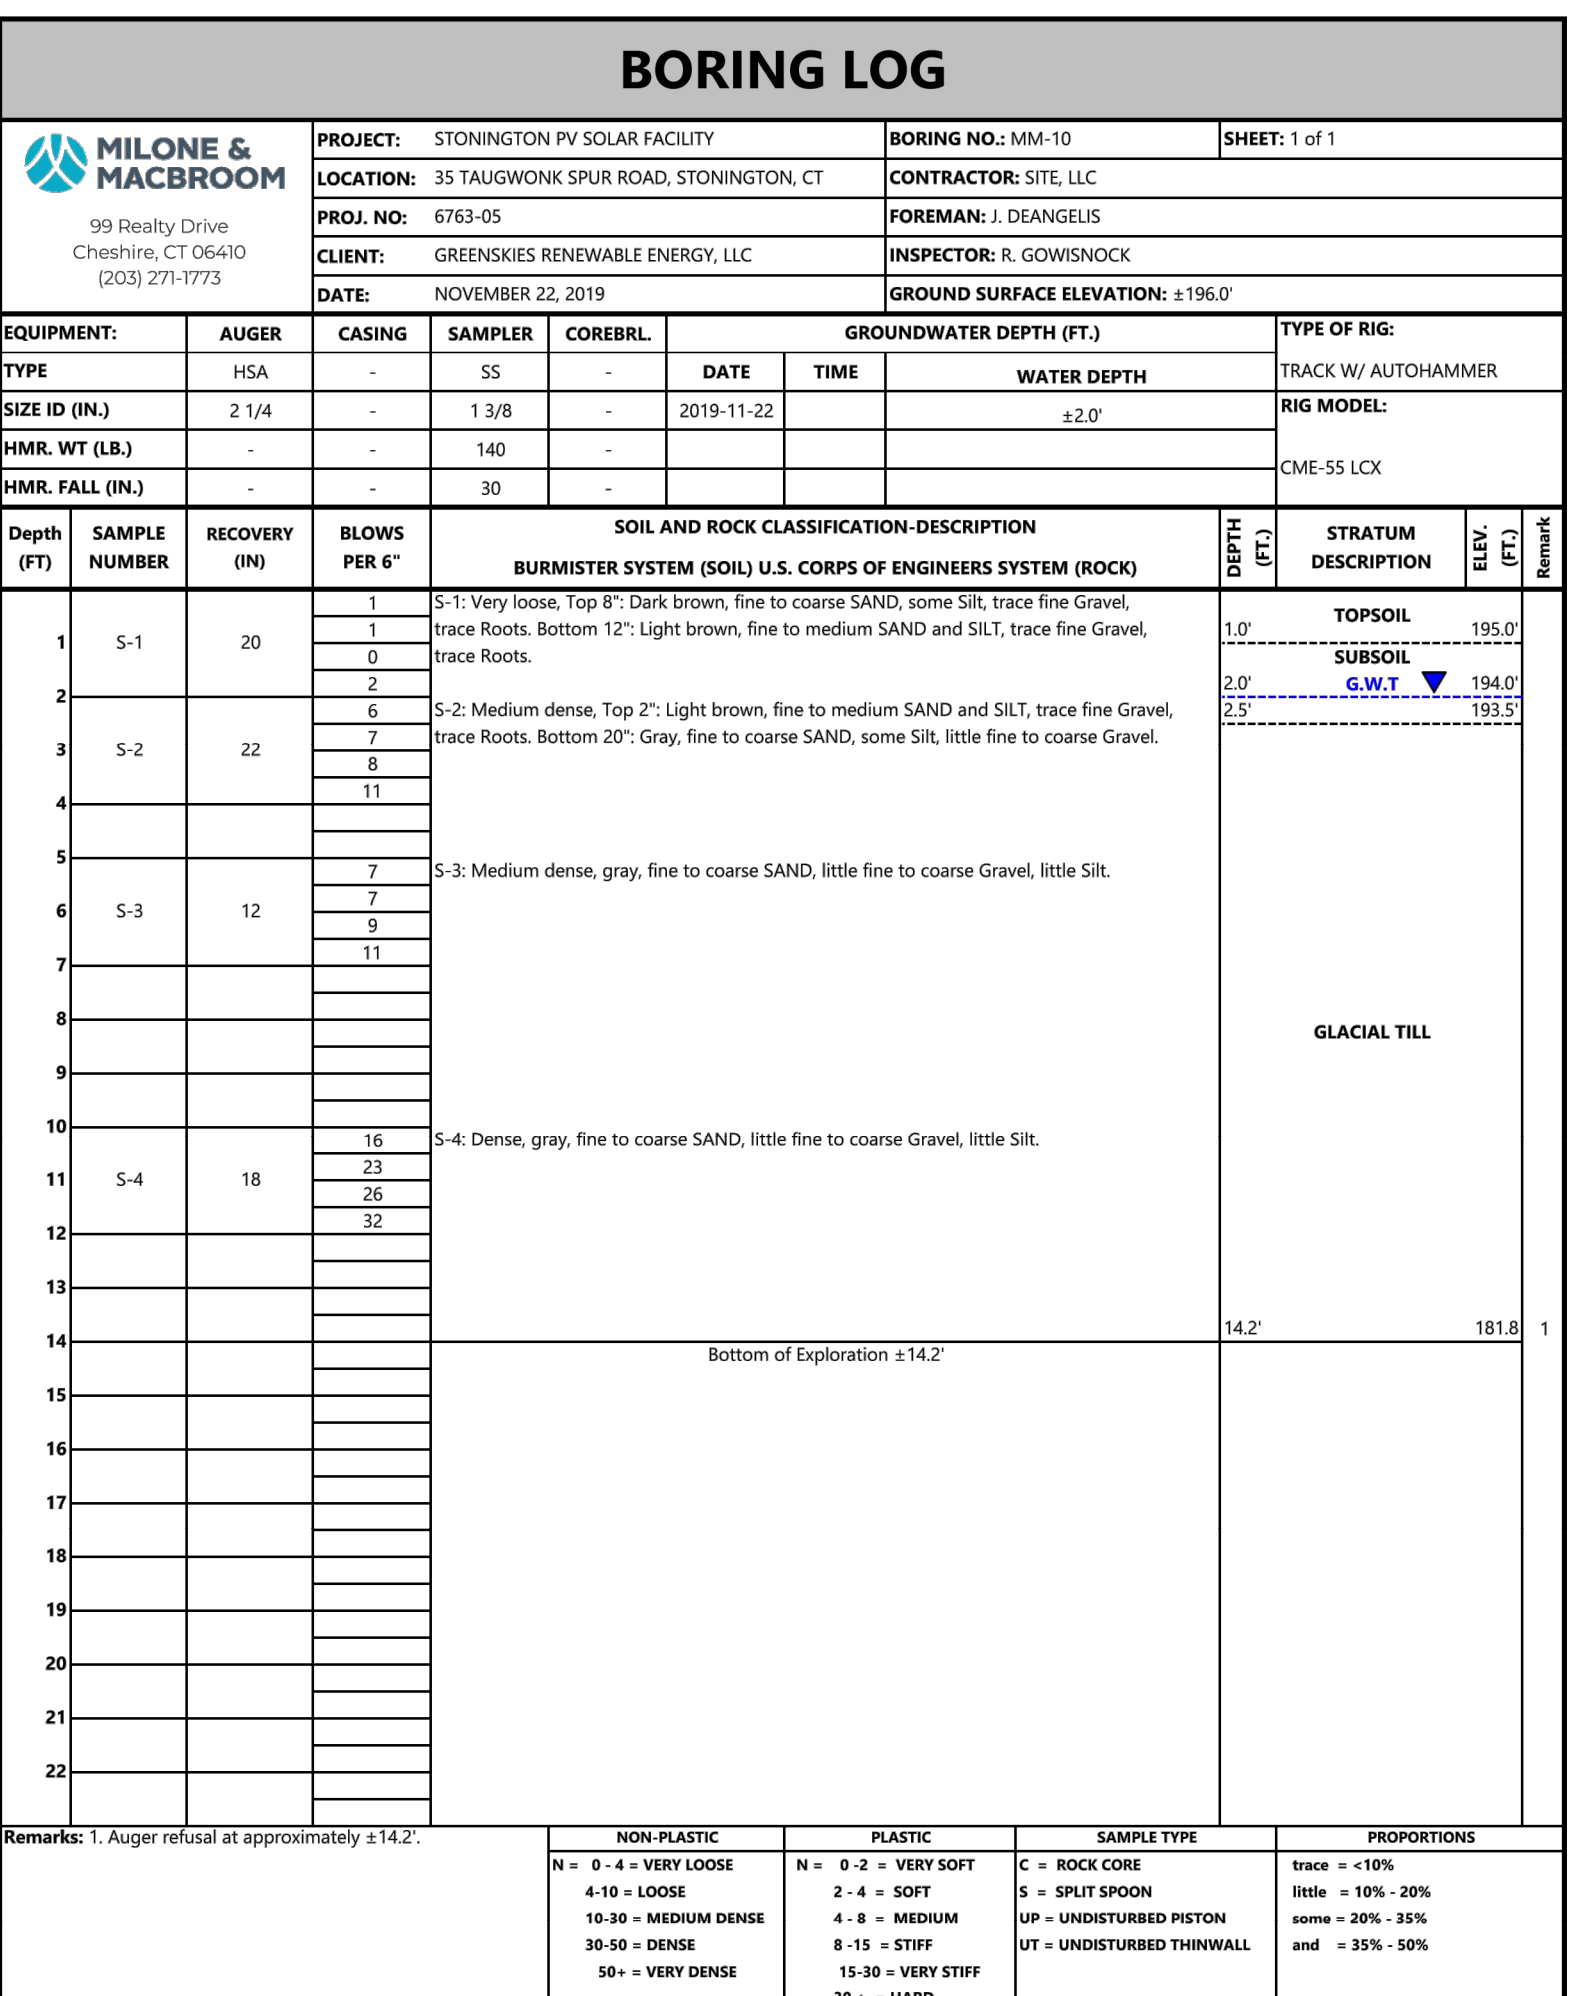 BORING LOG
MILONE &
MACBROOM
99 Realty Drive
Cheshire, CT 06410
(203) 271-1773
PROJECT: STONINGTON PV SOLAR FACILITY
BORING NO.: MM-10
SHEET: 1 of 1
LOCATION: 35 TAUGWONK SPUR ROAD, STONINGTON, CT
CONTRACTOR: SITE, LLC
PROJ. NO: 6763-05
FOREMAN: J. DEANGELIS
CLIENT: GREENSKIES RENEWABLE ENERGY, LLC
INSPECTOR: R. GOWISNOCK
DATE: NOVEMBER 22, 2019
GROUND SURFACE ELEVATION: ±196.0'
EQUIPMENT: AUGER CASING SAMPLER COREBRL. GROUNDWATER DEPTH (FT.) TYPE OF RIG:
TYPE HSA - SS - DATE TIME WATER DEPTH TRACK W/ AUTOHAMMER
SIZE ID (IN.) 2 1/4 - 1 3/8 - 2019-11-22 ±2.0' RIG MODEL:
HMR. WT (LB.) - - 140 -
CME-55 LCX
HMR. FALL (IN.) - - 30 -
Depth (FT) SAMPLE NUMBER RECOVERY (IN) BLOWS PER 6" SOIL AND ROCK CLASSIFICATION-DESCRIPTION
BURMISTER SYSTEM (SOIL) U.S. CORPS OF ENGINEERS SYSTEM (ROCK)
DEPTH (FT.) STRATUM DESCRIPTION ELEV. (FT.) Remark
1 S-1: Very loose, Top 8": Dark brown, fine to coarse SAND, some Silt, trace fine Gravel,
TOPSOIL
1 trace Roots. Bottom 12": Light brown, fine to medium SAND and SILT, trace fine Gravel, 1.0' 195.0'
1 S-1 20
0 trace Roots. SUBSOIL
2 2.0' G.W.T 194.0'
2
6 S-2: Medium dense, Top 2": Light brown, fine to medium SAND and SILT, trace fine Gravel, 2.5' 193.5'
7 trace Roots. Bottom 20": Gray, fine to coarse SAND, some Silt, little fine to coarse Gravel.
3 S-2 22
8
11
4
5
7 S-3: Medium dense, gray, fine to coarse SAND, little fine to coarse Gravel, little Silt.
7
6 S-3 12
9
11
7
8
GLACIAL TILL
9
10
16 S-4: Dense, gray, fine to coarse SAND, little fine to coarse Gravel, little Silt.
23
11 S-4 18
26
32
12
13
14.2' 181.8 1
14
Bottom of Exploration ±14.2'
15
16
17
18
19
20
21
22
Remarks: 1. Auger refusal at approximately ±14.2'.
NON-PLASTIC PLASTIC SAMPLE TYPE PROPORTIONS
N = 0 - 4 = VERY LOOSE N = 0 -2 = VERY SOFT C = ROCK CORE trace = <10%
4-10 = LOOSE 2 - 4 = SOFT S = SPLIT SPOON little = 10% - 20%
10-30 = MEDIUM DENSE 4 - 8 = MEDIUM UP = UNDISTURBED PISTON some = 20% - 35%
30-50 = DENSE 8 -15 = STIFF UT = UNDISTURBED THINWALL and = 35% - 50%
50+ = VERY DENSE 15-30 = VERY STIFF